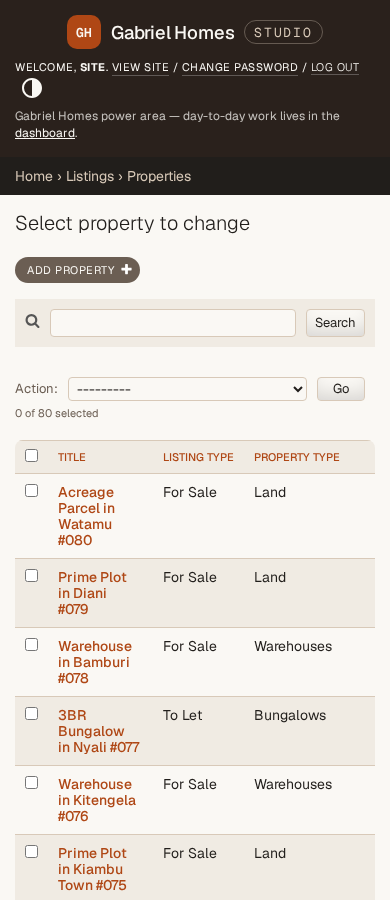 GH Gabriel Homes STUDIO
WELCOME, SITE. VIEW SITE / CHANGE PASSWORD / LOG OUT
Gabriel Homes power area — day-to-day work lives in the
dashboard.
Home › Listings › Properties
Select property to change
ADD PROPERTY
Search
Action: ---------
Go
0 of 80 selected
TITLE LISTING TYPE PROPERTY TYPE
Acreage For Sale Land
Parcel in
Watamu
#080
Prime Plot For Sale Land
in Diani
#079
Warehouse For Sale Warehouses
in Bamburi
#078
3BR To Let Bungalows
Bungalow
in Nyali #077
Warehouse For Sale Warehouses
in Kitengela
#076
Prime Plot For Sale Land
in Kiambu
Town #075